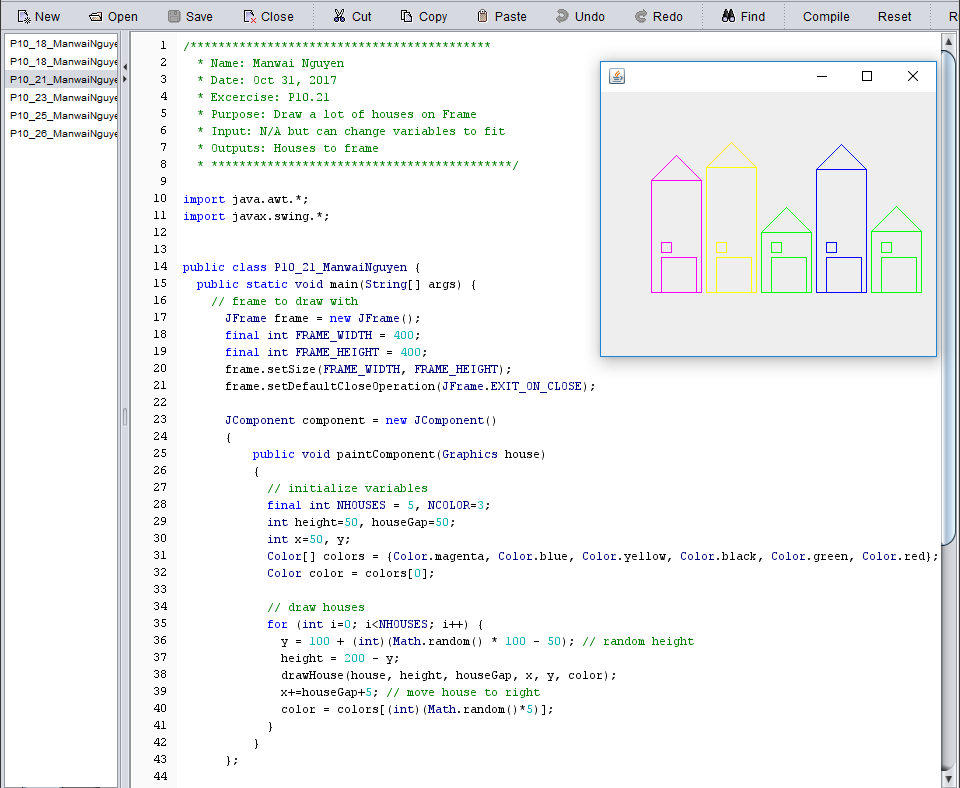 New Open Save Close Cut Copy Paste Undo Redo Find Compile Reset R
P10_18_ManwaiNguye
P10_18_ManwaiNguye
P10_21_ManwaiNguye
P10_23_ManwaiNguye
P10_25_ManwaiNguye
P10_26_ManwaiNguye
1 /*******************************************
2 * Name: Manwai Nguyen
3 * Date: Oct 31, 2017
4 * Excercise: P10.21
5 * Purpose: Draw a lot of houses on Frame
6 * Input: N/A but can change variables to fit
7 * Outputs: Houses to frame
8 * *******************************************/
9
10 import java.awt.*;
11 import javax.swing.*;
12
13
14 public class P10_21_ManwaiNguyen {
15 public static void main(String[] args) {
16 // frame to draw with
17 JFrame frame = new JFrame();
18 final int FRAME_WIDTH = 400;
19 final int FRAME_HEIGHT = 400;
20 frame.setSize(FRAME_WIDTH, FRAME_HEIGHT);
21 frame.setDefaultCloseOperation(JFrame.EXIT_ON_CLOSE);
22
23 JComponent component = new JComponent()
24 {
25 public void paintComponent(Graphics house)
26 {
27 // initialize variables
28 final int NHOUSES = 5, NCOLOR=3;
29 int height=50, houseGap=50;
30 int x=50, y;
31 Color[] colors = {Color.magenta, Color.blue, Color.yellow, Color.black, Color.green, Color.red};
32 Color color = colors[0];
33
34 // draw houses
35 for (int i=0; i<NHOUSES; i++) {
36 y = 100 + (int)(Math.random() * 100 - 50); // random height
37 height = 200 - y;
38 drawHouse(house, height, houseGap, x, y, color);
39 x+=houseGap+5; // move house to right
40 color = colors[(int)(Math.random()*5)];
41 }
42 }
43 };
44